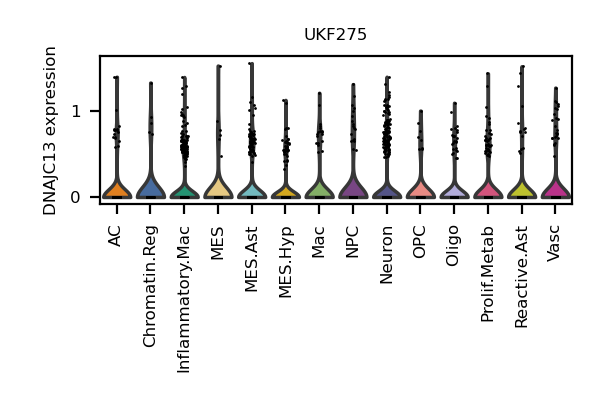 UKF275
DNAJC13 expression
1
0
AC
Chromatin.Reg
Inflammatory.Mac
MES
MES.Ast
MES.Hyp
Mac
NPC
Neuron
OPC
Oligo
Prolif.Metab
Reactive.Ast
Vasc